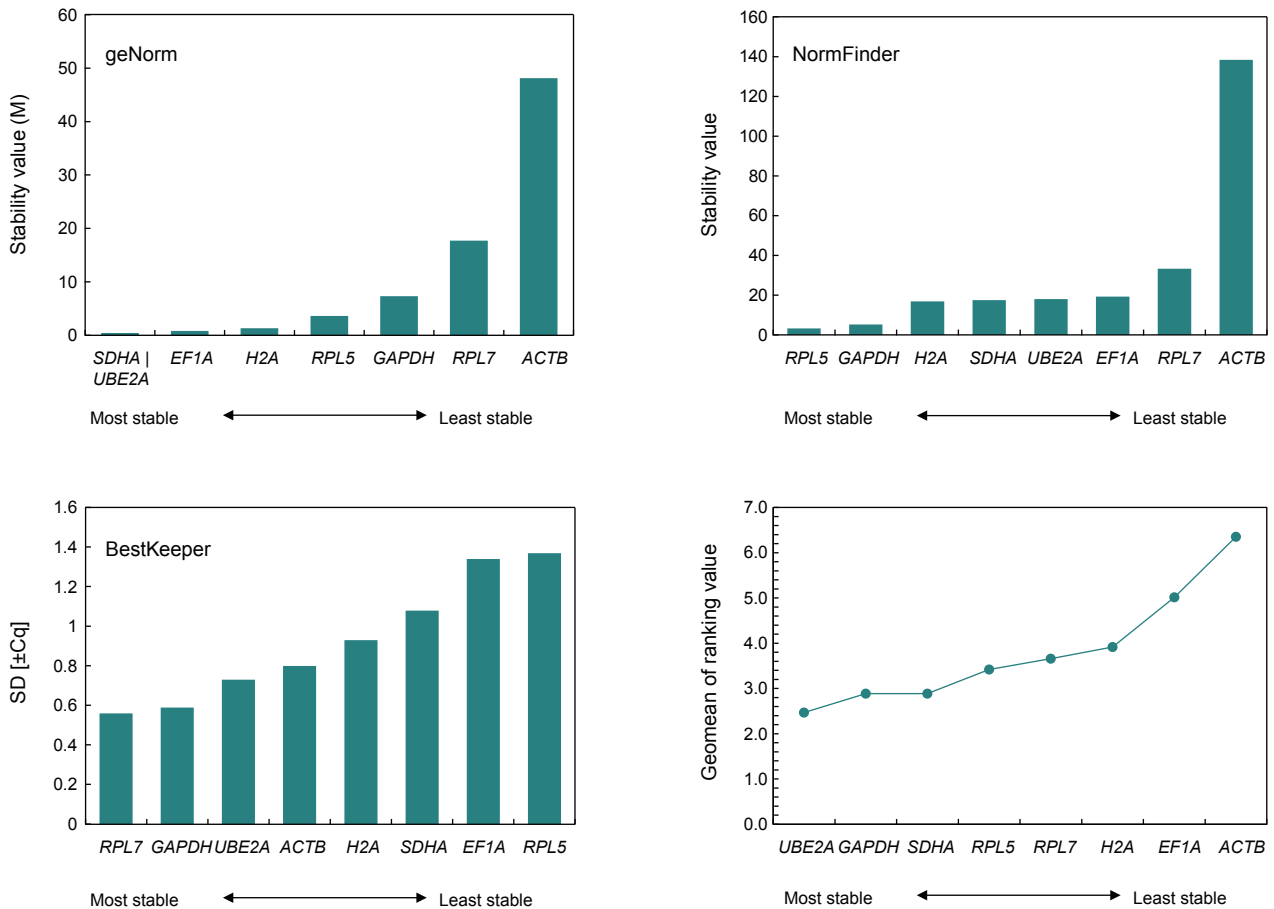 geNorm
Stability value (M)
60
50
40
30
20
10
0
SDHA | EF1A H2A RPL5 GAPDH RPL7 ACTB
UBE2A
Most stable Least stable
NormFinder
Stability value
160
140
120
100
80
60
40
20
0
RPL5 GAPDH H2A SDHA UBE2A EF1A RPL7 ACTB
Most stable Least stable
BestKeeper
SD [±Cq]
1.6
1.4
1.2
1
0.8
0.6
0.4
0.2
0
RPL7 GAPDH UBE2A ACTB H2A SDHA EF1A RPL5
Most stable Least stable
Geomean of ranking value
7.0
6.0
5.0
4.0
3.0
2.0
1.0
0.0
UBE2A GAPDH SDHA RPL5 RPL7 H2A EF1A ACTB
Most stable Least stable